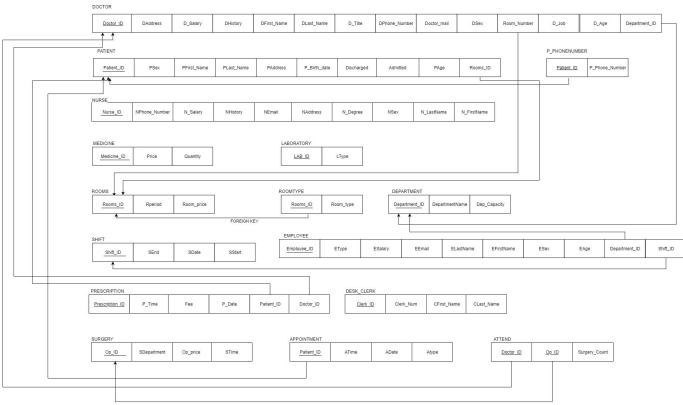 DOCTOR
Doctor_ID DAddress D_Salary DHistory DFirst_Name DLast_Name D_Title DPhone_Number Doctor_mail DSex Room_Number D_Job D_Age Department_ID
PATIENT P_PHONENUMBER
Patient_ID PSex PFirst_Name PLast_Name PAddress P_Birth_date Discharged Admitted PAge Rooms_ID Patient_ID P_Phone_Number
NURSE
Nurse_ID NPhone_Number N_Salary NHistory NEmail NAddress N_Degree NSex N_LastName N_FirstName
MEDICINE LABORATORY
Medicine_ID Price Quantity LAB_ID LType
ROOMS ROOMTYPE DEPARTMENT
Rooms_ID Rperiod Room_price Rooms_ID Room_type Department_ID DepartmentName Dep_Capacity
FOREIGN KEY
SHIFT EMPLOYEE
Shift_ID SEnd SDate SStart Employee_ID EType ESalary EEmail ELastName EFirstName ESex EAge Department_ID Shift_ID
PRESCRIPTION DESK_CLERK
Prescription_ID P_Time Fee P_Date Patient_ID Doctor_ID Clerk_ID Clerk_Num CFirst_Name CLast_Name
SURGERY APPOINTMENT ATTEND
Op_ID SDepartment Op_price STime Patient_ID ATime ADate Atype Doctor_ID Op_ID Surgery_Count